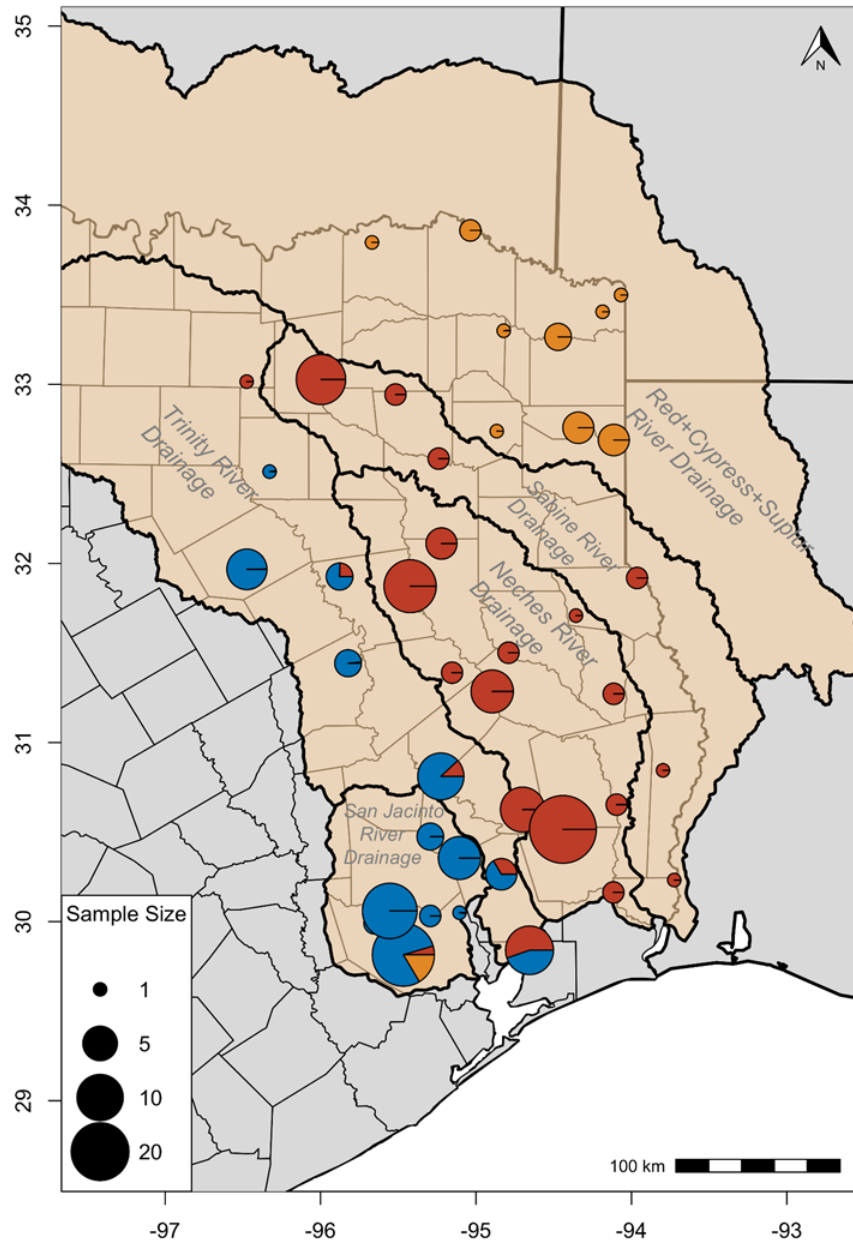 35
34
33
32
31
30
29
N
Trinity River
Drainage
Red+Cypress+Suplur
River Drainage
Sabine River
Drainage
Neches River
Drainage
San Jacinto
River
Drainage
Sample Size
1
5
10
20
100 km
-97
-96
-95
-94
-93